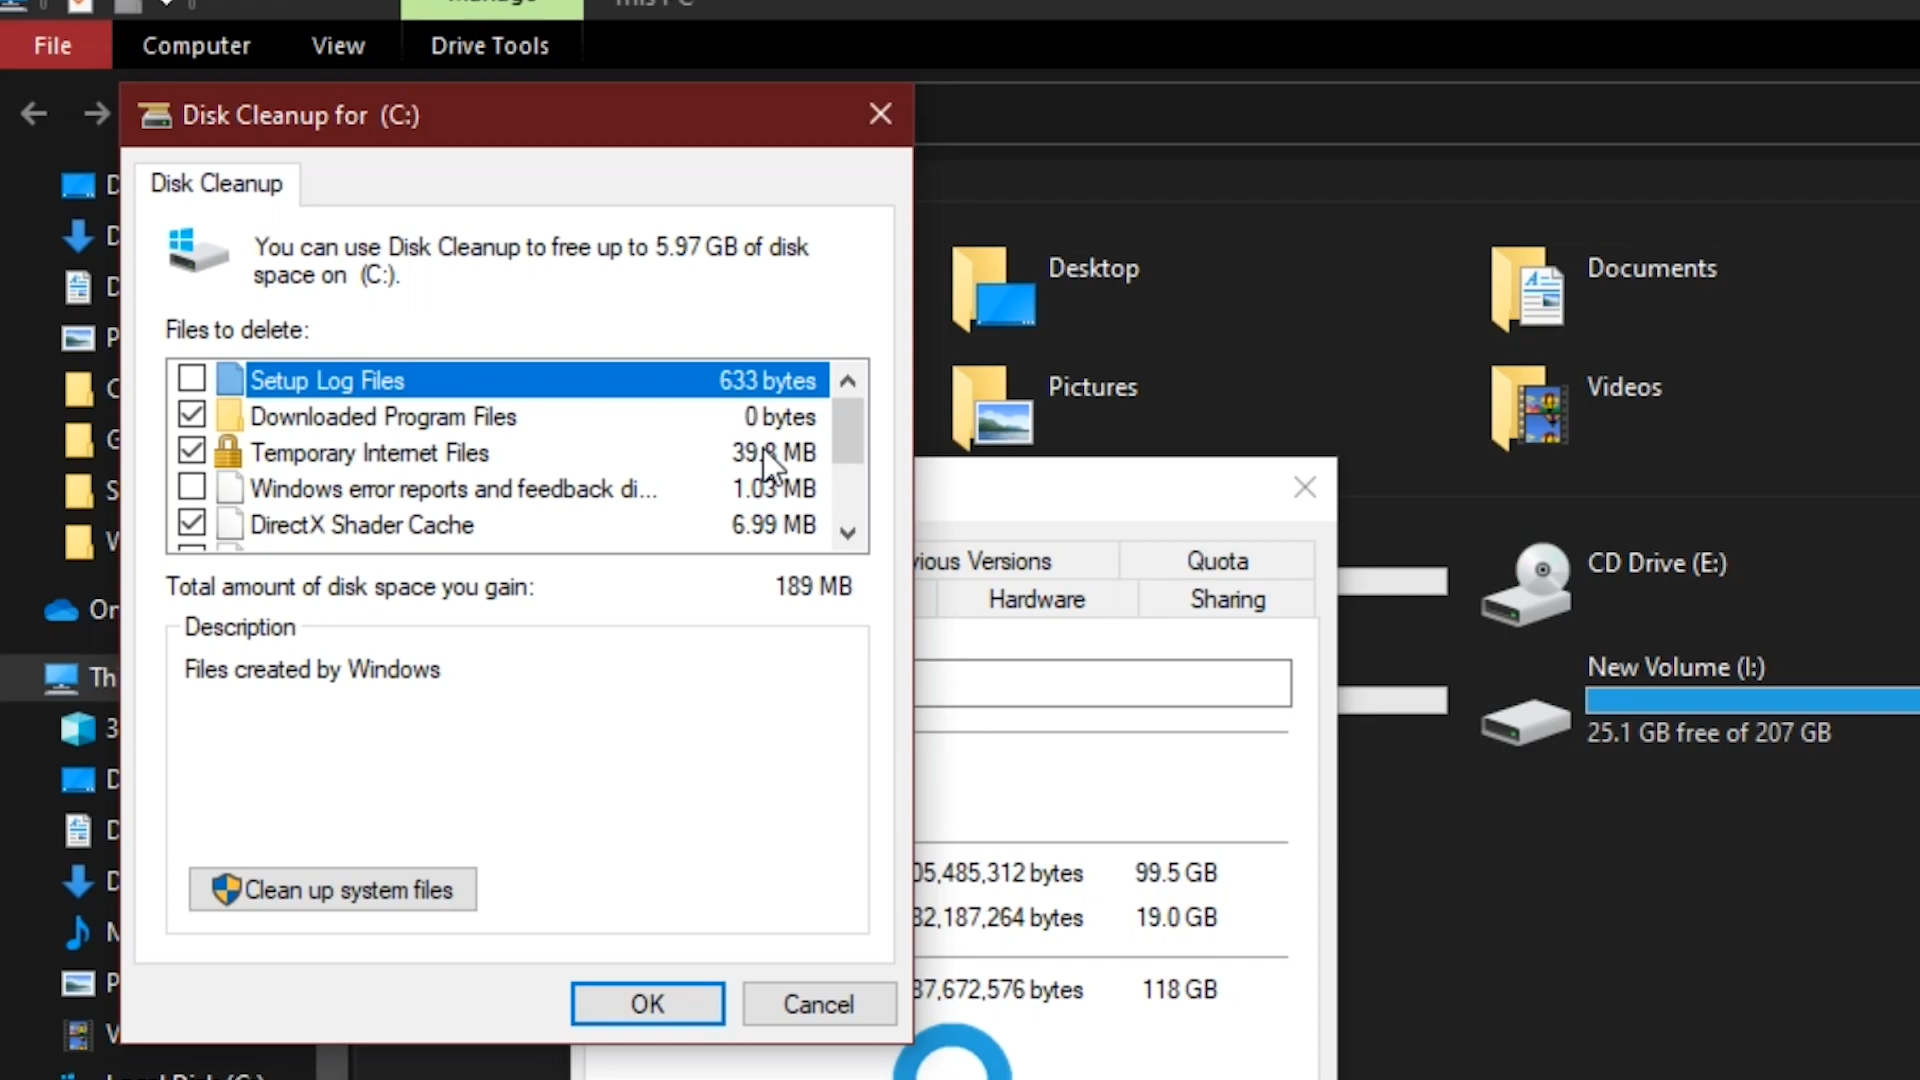 File
Computer
View
Drive Tools
Disk Cleanup for (C:)
Disk Cleanup
You can use Disk Cleanup to free up to 5.97 GB of disk
space on (C:).
Files to delete:
Setup Log Files 633 bytes
Downloaded Program Files 0 bytes
Temporary Internet Files MB
Windows error reports and feedback di... 1.03 MB
DirectX Shader Cache 6.99 MB
Total amount of disk space you gain: 189 MB
Description
Files created by Windows
Clean up system files
OK
Cancel
Desktop
Documents
Pictures
Videos
Quota
Hardware
Sharing
05,485,312 bytes 99.5 GB
82,187,264 bytes 19.0 GB
87,672,576 bytes 118 GB
CD Drive (E:)
New Volume (I:)
25.1 GB free of 207 GB